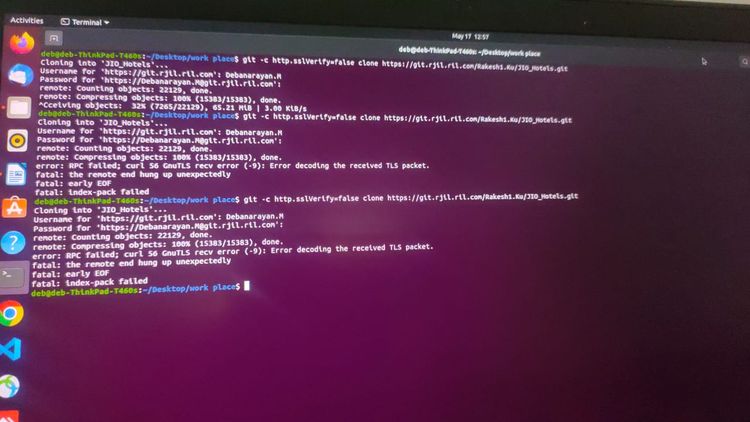 Activities
Terminal
May 17 12:57
deb@deb-ThinkPad-T460s: ~/Desktop/work place
deb@deb-ThinkPad-T460s:~/Desktop/work place$ git -c http.sslVerify=false clone https://git.rjil.ril.com/Rakesh1.Ku/JIO_Hotels.git
Cloning into 'JIO_Hotels'...
Username for 'https://git.rjil.ril.com': Debanarayan.M
Password for 'https://Debanarayan.M@git.rjil.ril.com':
remote: Counting objects: 22129, done.
remote: Compressing objects: 100% (15383/15383), done.
^Cceiving objects:  32% (7265/22129), 65.21 MiB | 3.00 KiB/s
deb@deb-ThinkPad-T460s:~/Desktop/work place$ git -c http.sslVerify=false clone https://git.rjil.ril.com/Rakesh1.Ku/JIO_Hotels.git
Cloning into 'JIO_Hotels'...
Username for 'https://git.rjil.ril.com': Debanarayan.M
Password for 'https://Debanarayan.M@git.rjil.ril.com':
remote: Counting objects: 22129, done.
remote: Compressing objects: 100% (15383/15383), done.
error: RPC failed; curl 56 GnuTLS recv error (-9): Error decoding the received TLS packet.
fatal: the remote end hung up unexpectedly
fatal: early EOF
fatal: index-pack failed
deb@deb-ThinkPad-T460s:~/Desktop/work place$ git -c http.sslVerify=false clone https://git.rjil.ril.com/Rakesh1.Ku/JIO_Hotels.git
Cloning into 'JIO_Hotels'...
Username for 'https://git.rjil.ril.com': Debanarayan.M
Password for 'https://Debanarayan.M@git.rjil.ril.com':
remote: Counting objects: 22129, done.
remote: Compressing objects: 100% (15383/15383), done.
error: RPC failed; curl 56 GnuTLS recv error (-9): Error decoding the received TLS packet.
fatal: the remote end hung up unexpectedly
fatal: early EOF
fatal: index-pack failed
deb@deb-ThinkPad-T460s:~/Desktop/work place$